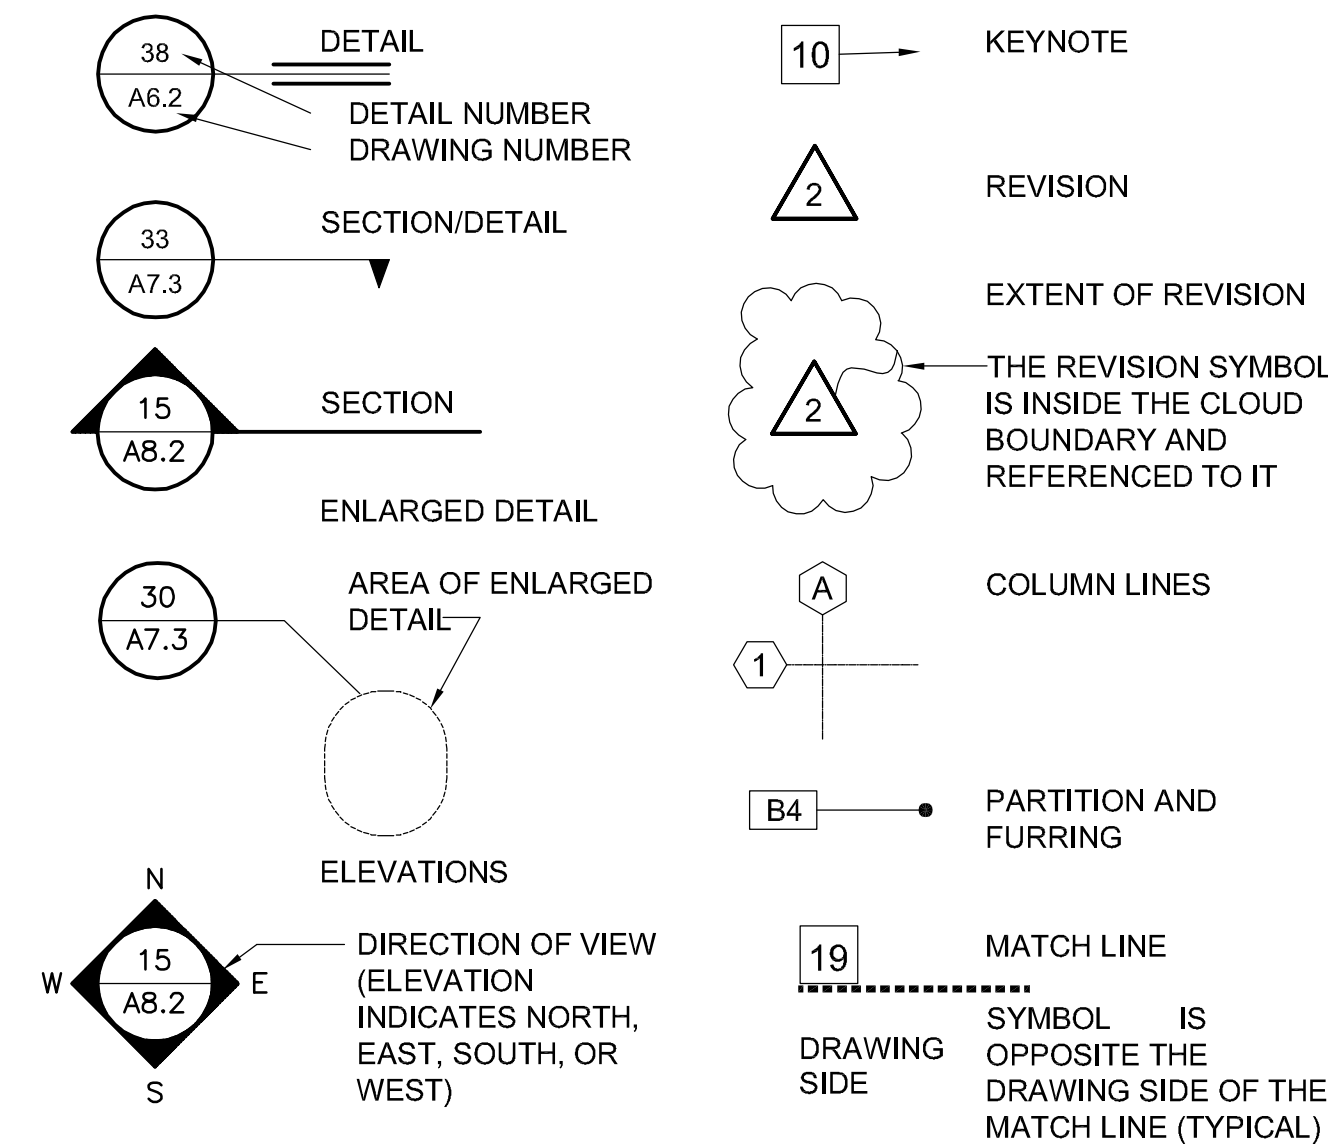 38
A6.2
DETAIL
DETAIL NUMBER
DRAWING NUMBER
33
A7.3
SECTION/DETAIL
15
A8.2
SECTION
ENLARGED DETAIL
30
A7.3
AREA OF ENLARGED
DETAIL
ELEVATIONS
N
W
15
A8.2
E
S
DIRECTION OF VIEW
(ELEVATION
INDICATES NORTH,
EAST, SOUTH, OR
WEST)
10
KEYNOTE
2
REVISION
EXTENT OF REVISION
2
THE REVISION SYMBOL
IS INSIDE THE CLOUD
BOUNDARY AND
REFERENCED TO IT
A
1
COLUMN LINES
B4
PARTITION AND
FURRING
19
MATCH LINE
DRAWING
SIDE
SYMBOL IS
OPPOSITE THE
DRAWING SIDE OF THE
MATCH LINE (TYPICAL)